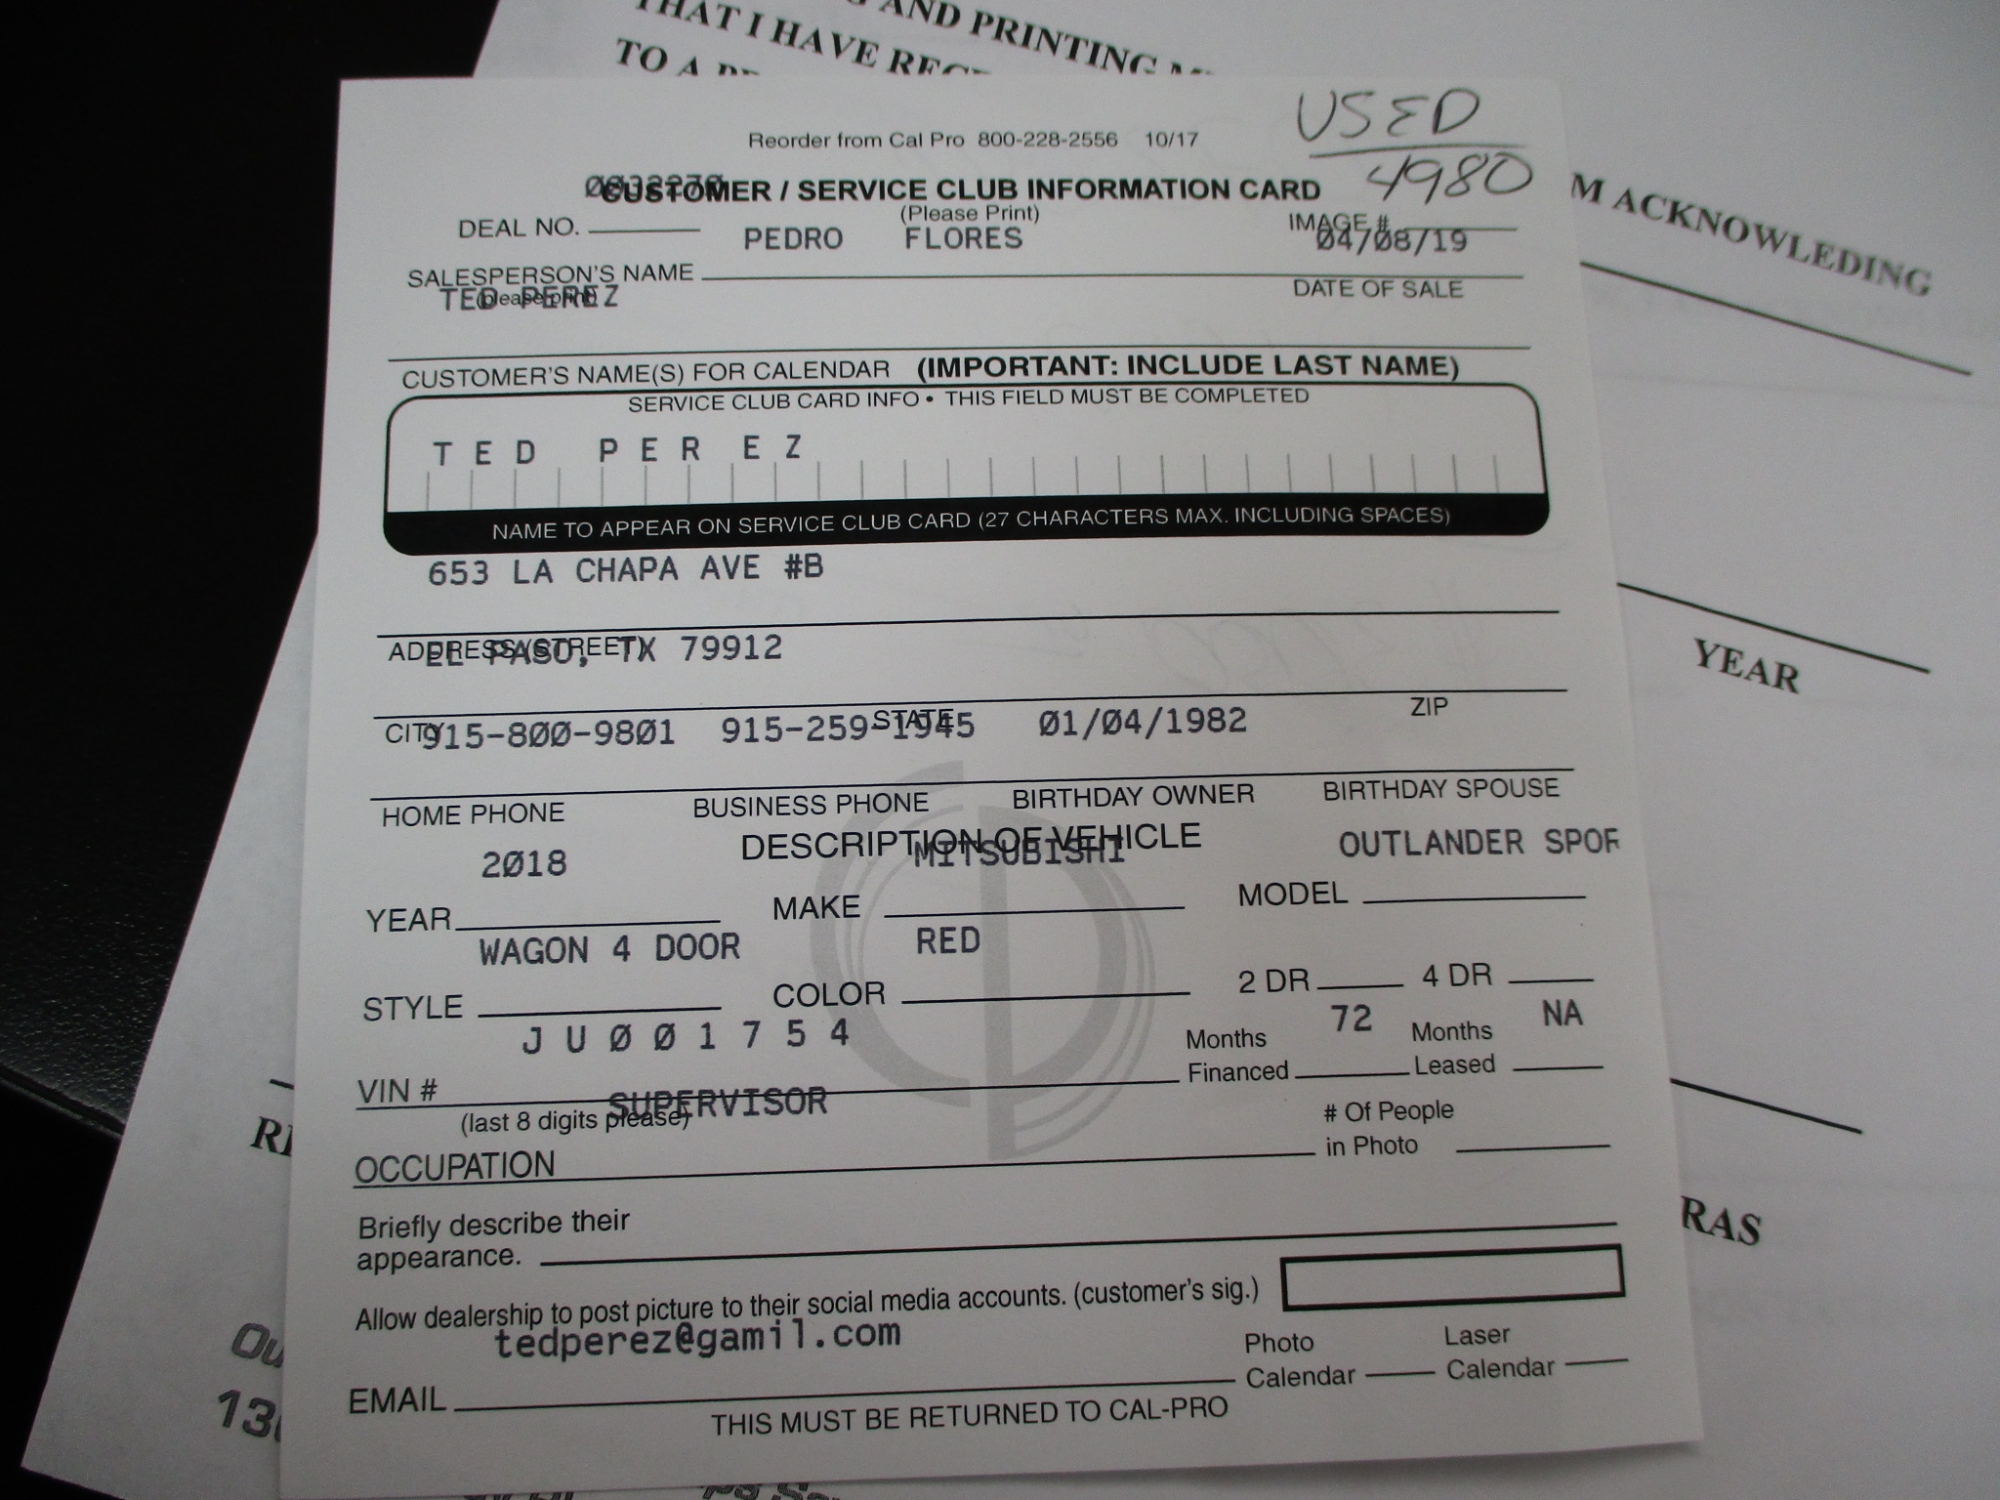 AND PRINTING
THAT I HAVE
TO A
USED
Reorder from Cal Pro 800-228-2556 10/17
4980
CUSTOMER / SERVICE CLUB INFORMATION CARD
(Please Print)
M ACKNOWLEDING
DEAL NO.
IMAGE #
PEDRO FLORES 04/08/19
SALESPERSON'S NAME
(please print)
DATE OF SALE
TED PEREZ
CUSTOMER'S NAME(S) FOR CALENDAR (IMPORTANT: INCLUDE LAST NAME)
SERVICE CLUB CARD INFO • THIS FIELD MUST BE COMPLETED
TED PEREZ
NAME TO APPEAR ON SERVICE CLUB CARD (27 CHARACTERS MAX. INCLUDING SPACES)
653 LA CHAPA AVE #B
ADDRESS (STREET)
EL PASO, TX 79912
YEAR
CITY STATE ZIP
915-800-9801 915-259-1945 01/04/1982
HOME PHONE BUSINESS PHONE BIRTHDAY OWNER BIRTHDAY SPOUSE
DESCRIPTION OF VEHICLE
2018 MITSUBISHI OUTLANDER SPOR
YEAR MAKE MODEL
WAGON 4 DOOR RED
STYLE COLOR 2 DR 4 DR
JU001754 72 NA
VIN # Months Financed Months Leased
(last 8 digits please)
SUPERVISOR
# Of People
in Photo
OCCUPATION
RAS
Briefly describe their
appearance.
Allow dealership to post picture to their social media accounts. (customer's sig.)
tedperez@gamil.com
Photo Calendar Laser Calendar
EMAIL
THIS MUST BE RETURNED TO CAL-PRO